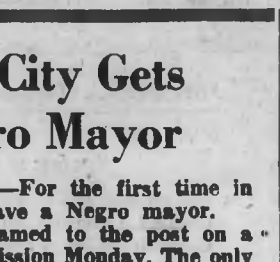 City Gets
ro Mayor
—For the first time in
ave a Negro mayor.
amed to the post on a
ission Monday. The only